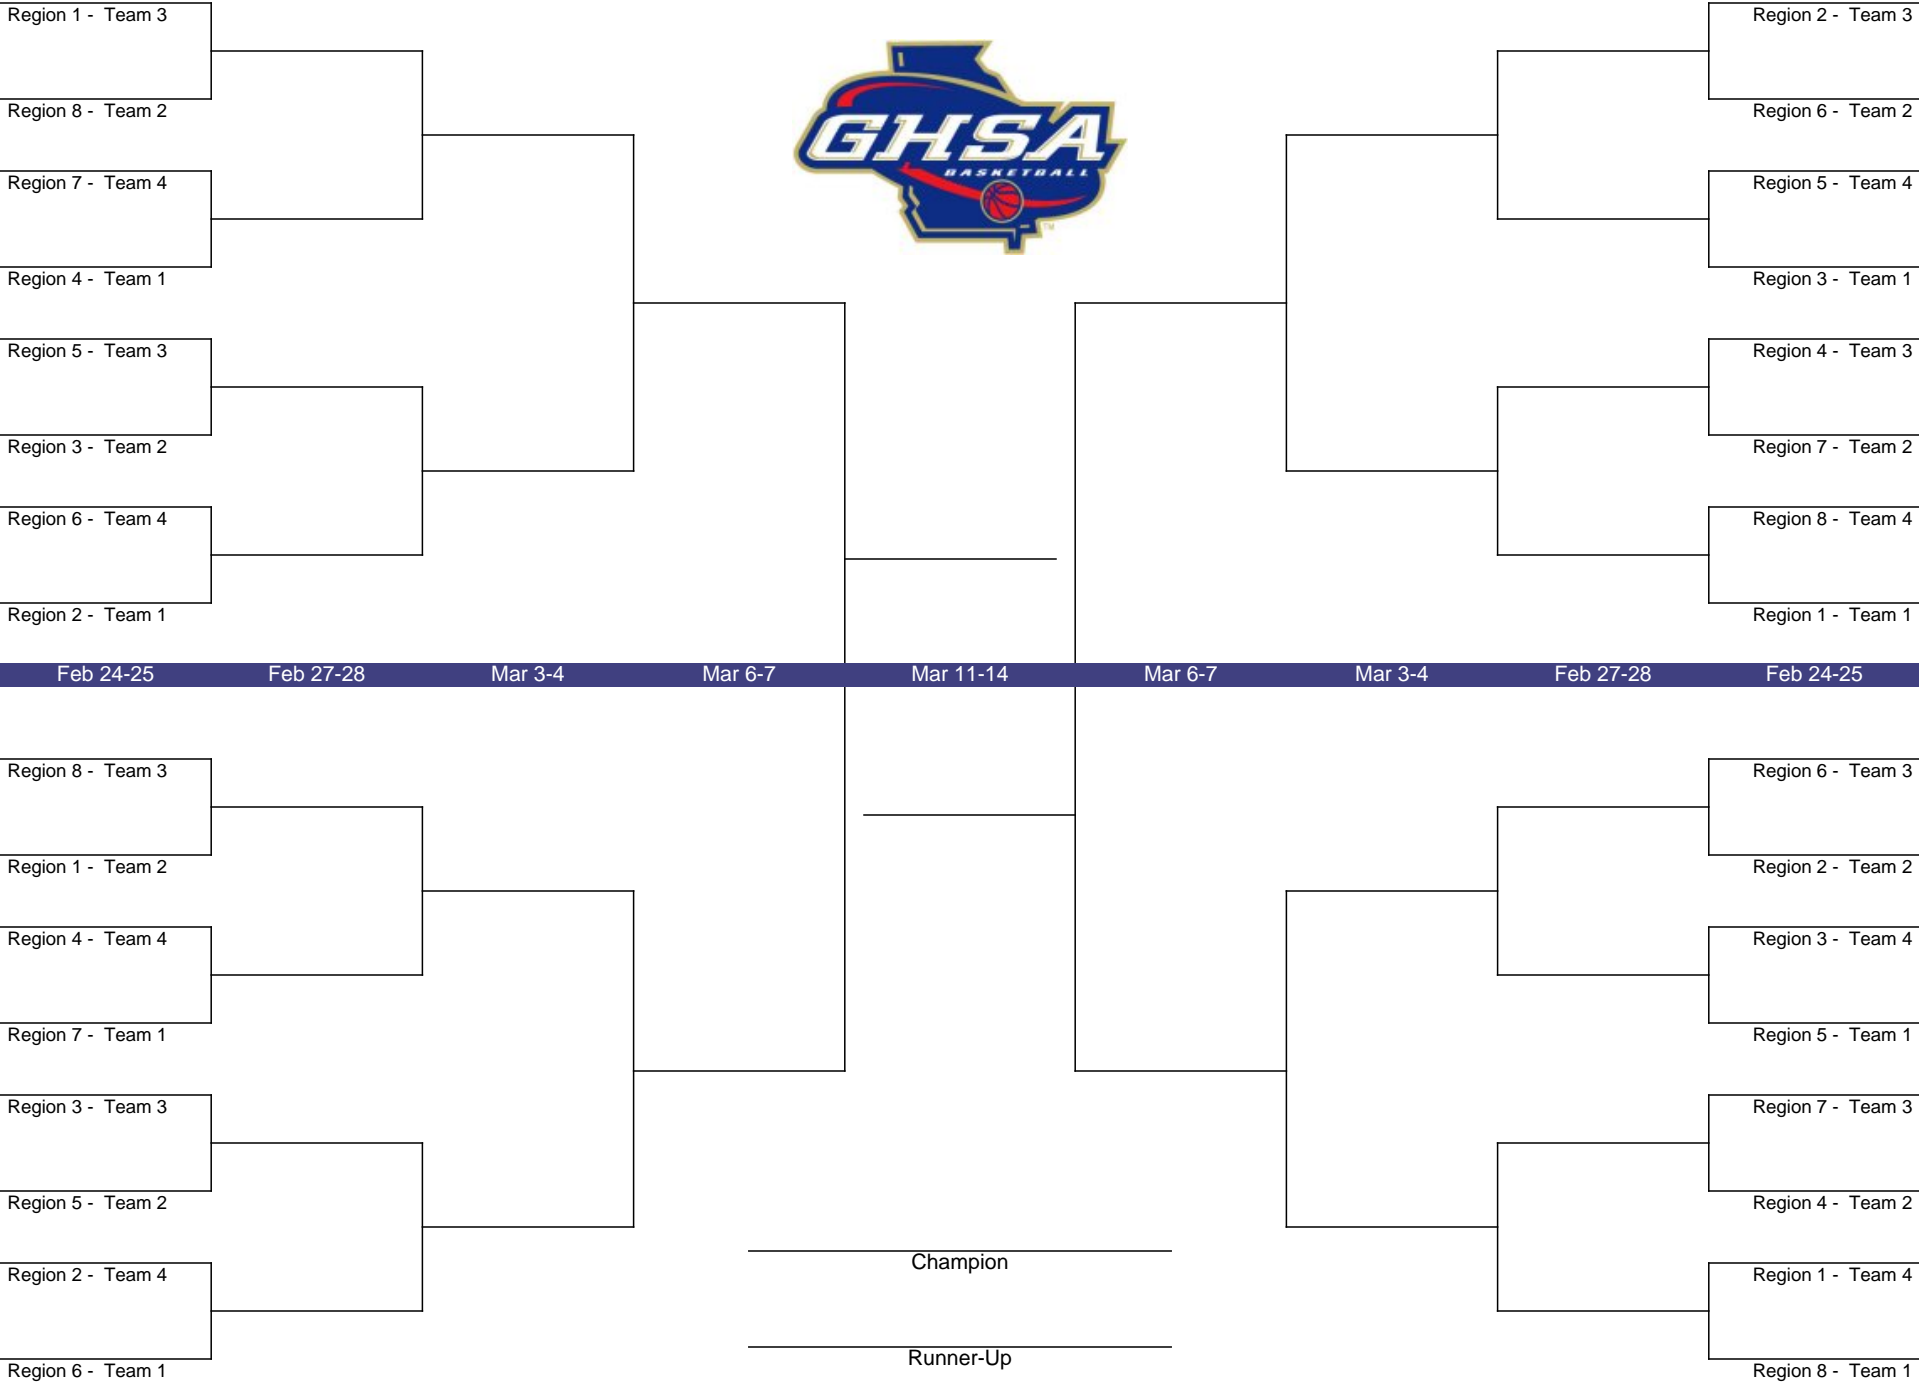 Region 1 - Team 3
Region 8 - Team 2
Region 7 - Team 4
Region 4 - Team 1
Region 5 - Team 3
Region 3 - Team 2
Region 6 - Team 4
Region 2 - Team 1
GHSA
BASKETBALL
TM
Region 2 - Team 3
Region 6 - Team 2
Region 5 - Team 4
Region 3 - Team 1
Region 4 - Team 3
Region 7 - Team 2
Region 8 - Team 4
Region 1 - Team 1
Feb 24-25 Feb 27-28 Mar 3-4 Mar 6-7 Mar 11-14 Mar 6-7 Mar 3-4 Feb 27-28 Feb 24-25
Region 8 - Team 3
Region 1 - Team 2
Region 4 - Team 4
Region 7 - Team 1
Region 3 - Team 3
Region 5 - Team 2
Region 2 - Team 4
Region 6 - Team 1
Champion
Runner-Up
Region 6 - Team 3
Region 2 - Team 2
Region 3 - Team 4
Region 5 - Team 1
Region 7 - Team 3
Region 4 - Team 2
Region 1 - Team 4
Region 8 - Team 1